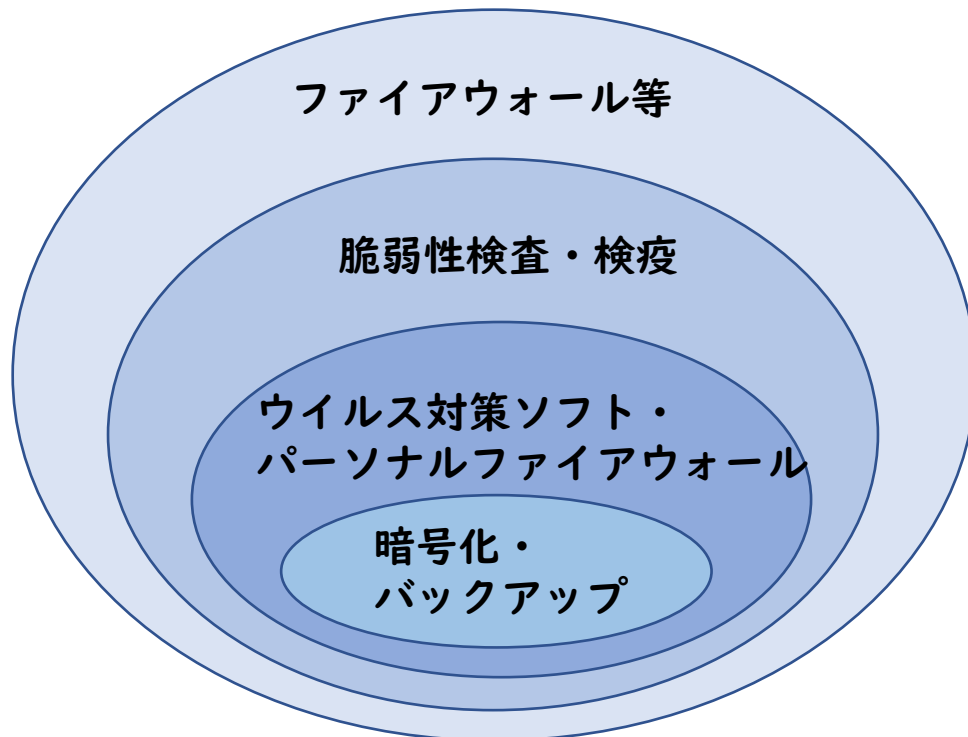 ファイアウォール等
脆弱性検査・検疫
ウイルス対策ソフト・
パーソナルファイアウォール
暗号化・
バックアップ